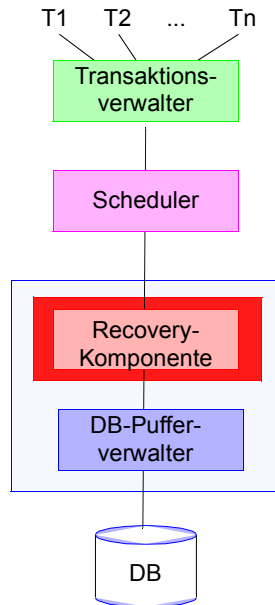 T1 T2 ... Tn
Transaktions-
verwalter
Scheduler
Recovery-
Komponente
DB-Puffer-
verwalter
DB